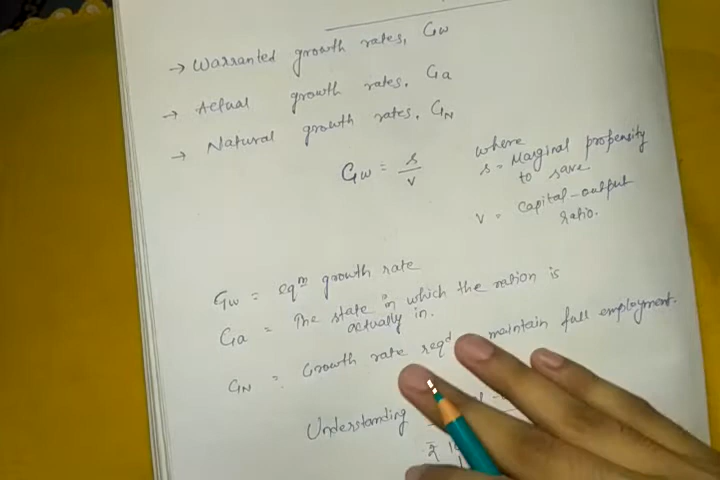 → Warranted growth rates, Gw
→ Actual growth rates. Ga
→ Natural growth rates. GN
Gw = s/v where
s = Marginal propensity
to save
v = Capital-output
ratio.
Gw = eqm growth rate
Ga = The state in which the nation is
actually in.
GN = Growth rate reqd maintain full employment.
Understanding